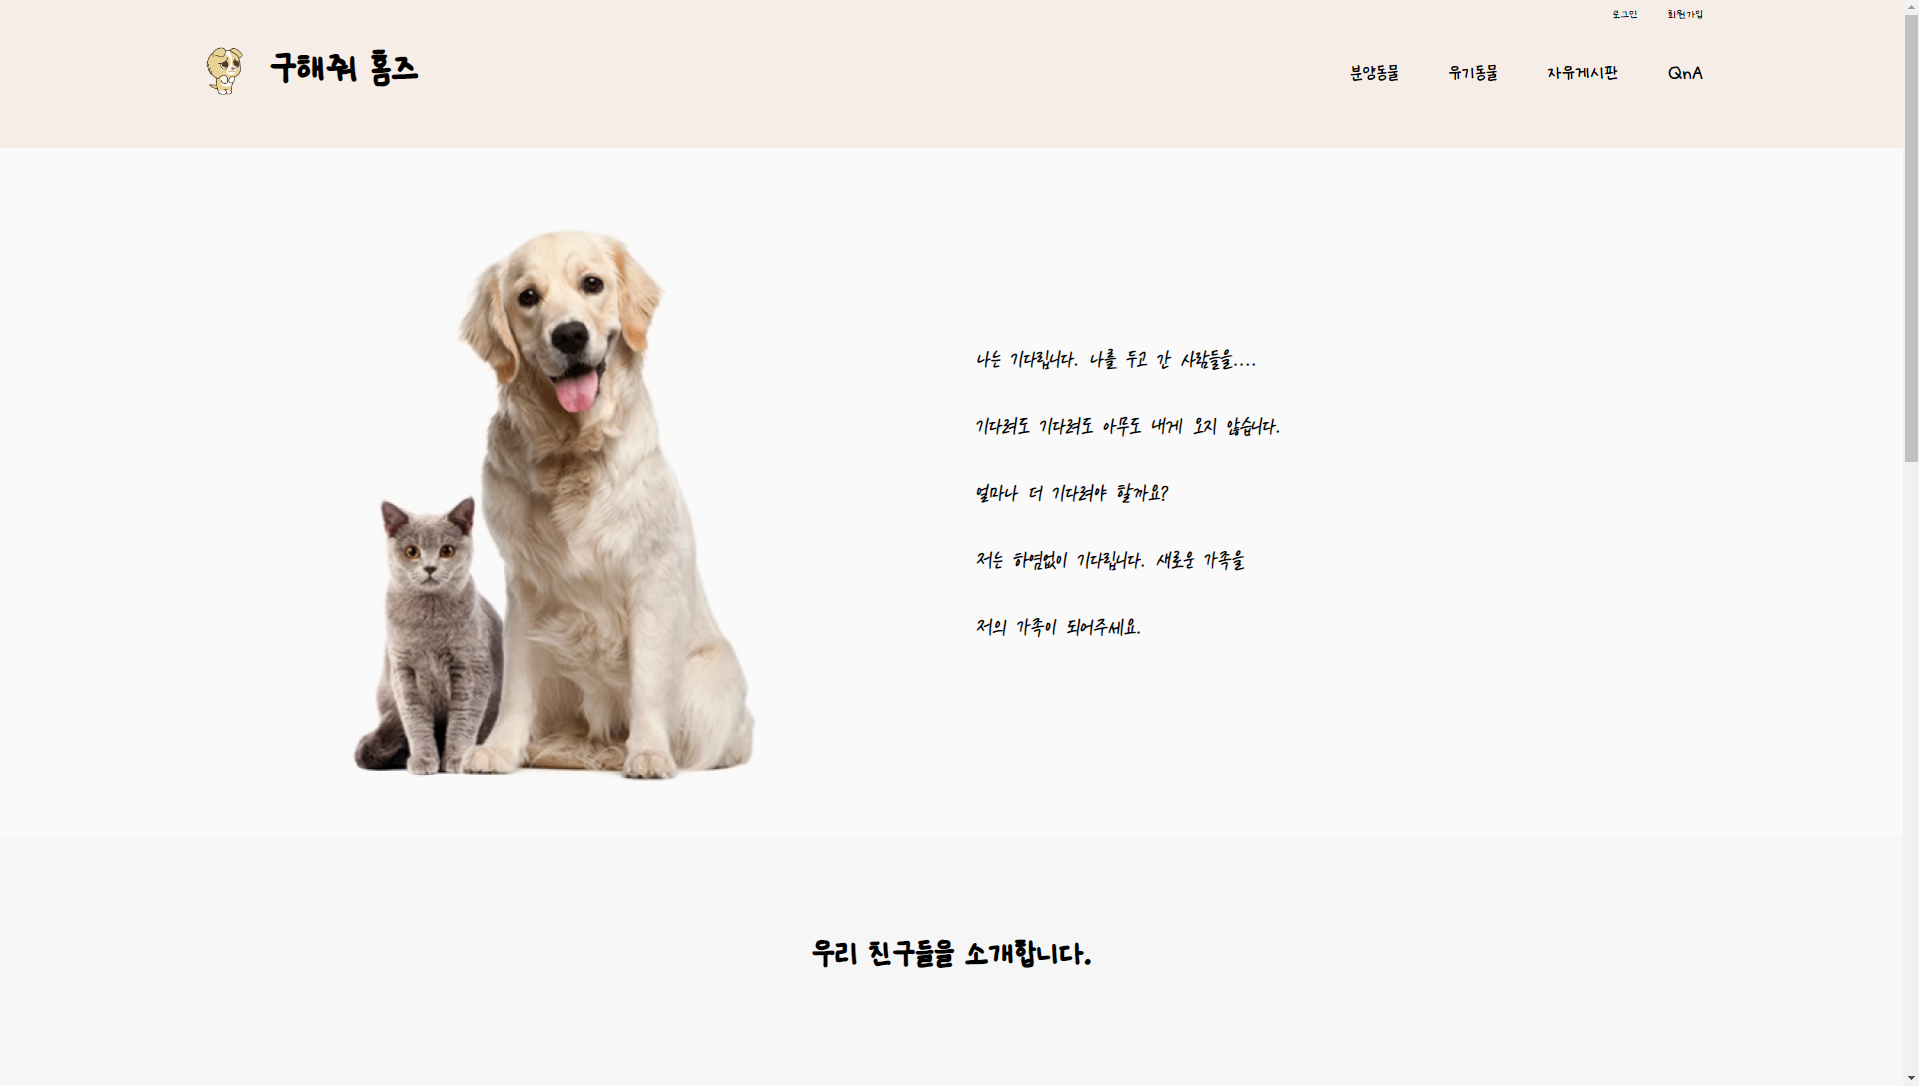 로그인 회원가입
구해줘 홈즈
분양동물 유기동물 자유게시판 QnA
나는 기다립니다. 나를 두고 간 사람들을....
기다려도 기다려도 아무도 내게 오지 않습니다.
얼마나 더 기다려야 할까요?
저는 하염없이 기다립니다. 새로운 가족을
저의 가족이 되어주세요.
우리 친구들을 소개합니다.